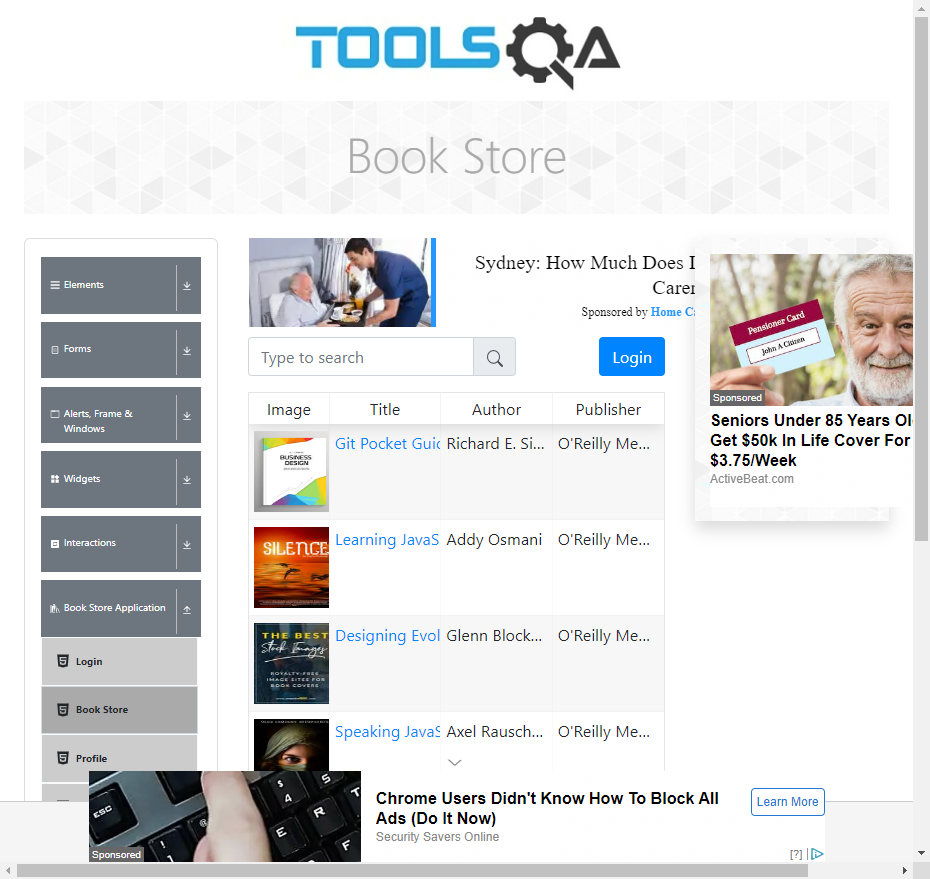 TOOLSQA
Book Store
Elements
Forms
Alerts, Frame &
Windows
Widgets
Interactions
Book Store Application
Login
Book Store
Profile
Sydney: How Much Does
Carer
Sponsored by Home
Type to search
Login
Image Title Author Publisher
BUSINESS
DESIGN
Git Pocket Guid Richard E. Si... O'Reilly Me...
SILENCE
Learning JavaS Addy Osmani O'Reilly Me...
THE BEST
Stock Images
ROYALTY-FREE
IMAGE SITES FOR
BOOK COVERS
Designing Evol Glenn Block... O'Reilly Me...
Speaking JavaS Axel Rausch... O'Reilly Me...
Pensioner Card
John A Citizen
Sponsored
Seniors Under 85 Years Ol
Get $50k In Life Cover For
$3.75/Week
ActiveBeat.com
ESC
!
1
@
$
4
S
E
R
F
Sponsored
Chrome Users Didn't Know How To Block All
Ads (Do It Now)
Security Savers Online
Learn More
[?]